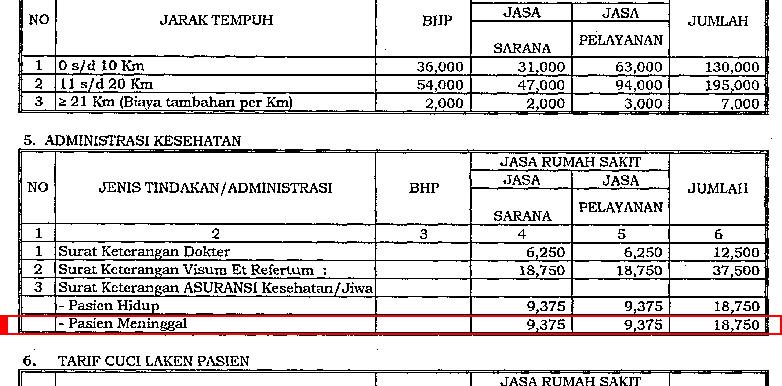 NO JARAK TEMPUH BHP JASA SARANA JASA PELAYANAN JUMLAH
1 0 s/d 10 Km 36,000 31,000 63,000 130,000
2 11 s/d 20 Km 54,000 47,000 94,000 195,000
3 ≥ 21 Km (Biaya tambahan per Km) 2,000 2,000 3,000 7,000
5. ADMINISTRASI KESEHATAN
JASA RUMAH SAKIT
NO JENIS TINDAKAN/ADMINISTRASI BHP JASA SARANA JASA PELAYANAN JUMLAH
1 2 3 4 5 6
1 Surat Keterangan Dokter 6,250 6,250 12,500
2 Surat Keterangan Visum Et Refertum : 18,750 18,750 37,500
3 Surat Keterangan ASURANSI Kesehatan/Jiwa
- Pasien Hidup 9,375 9,375 18,750
- Pasien Meninggal 9,375 9,375 18,750
6. TARIF CUCI LAKEN PASIEN
JASA RUMAH SAKIT